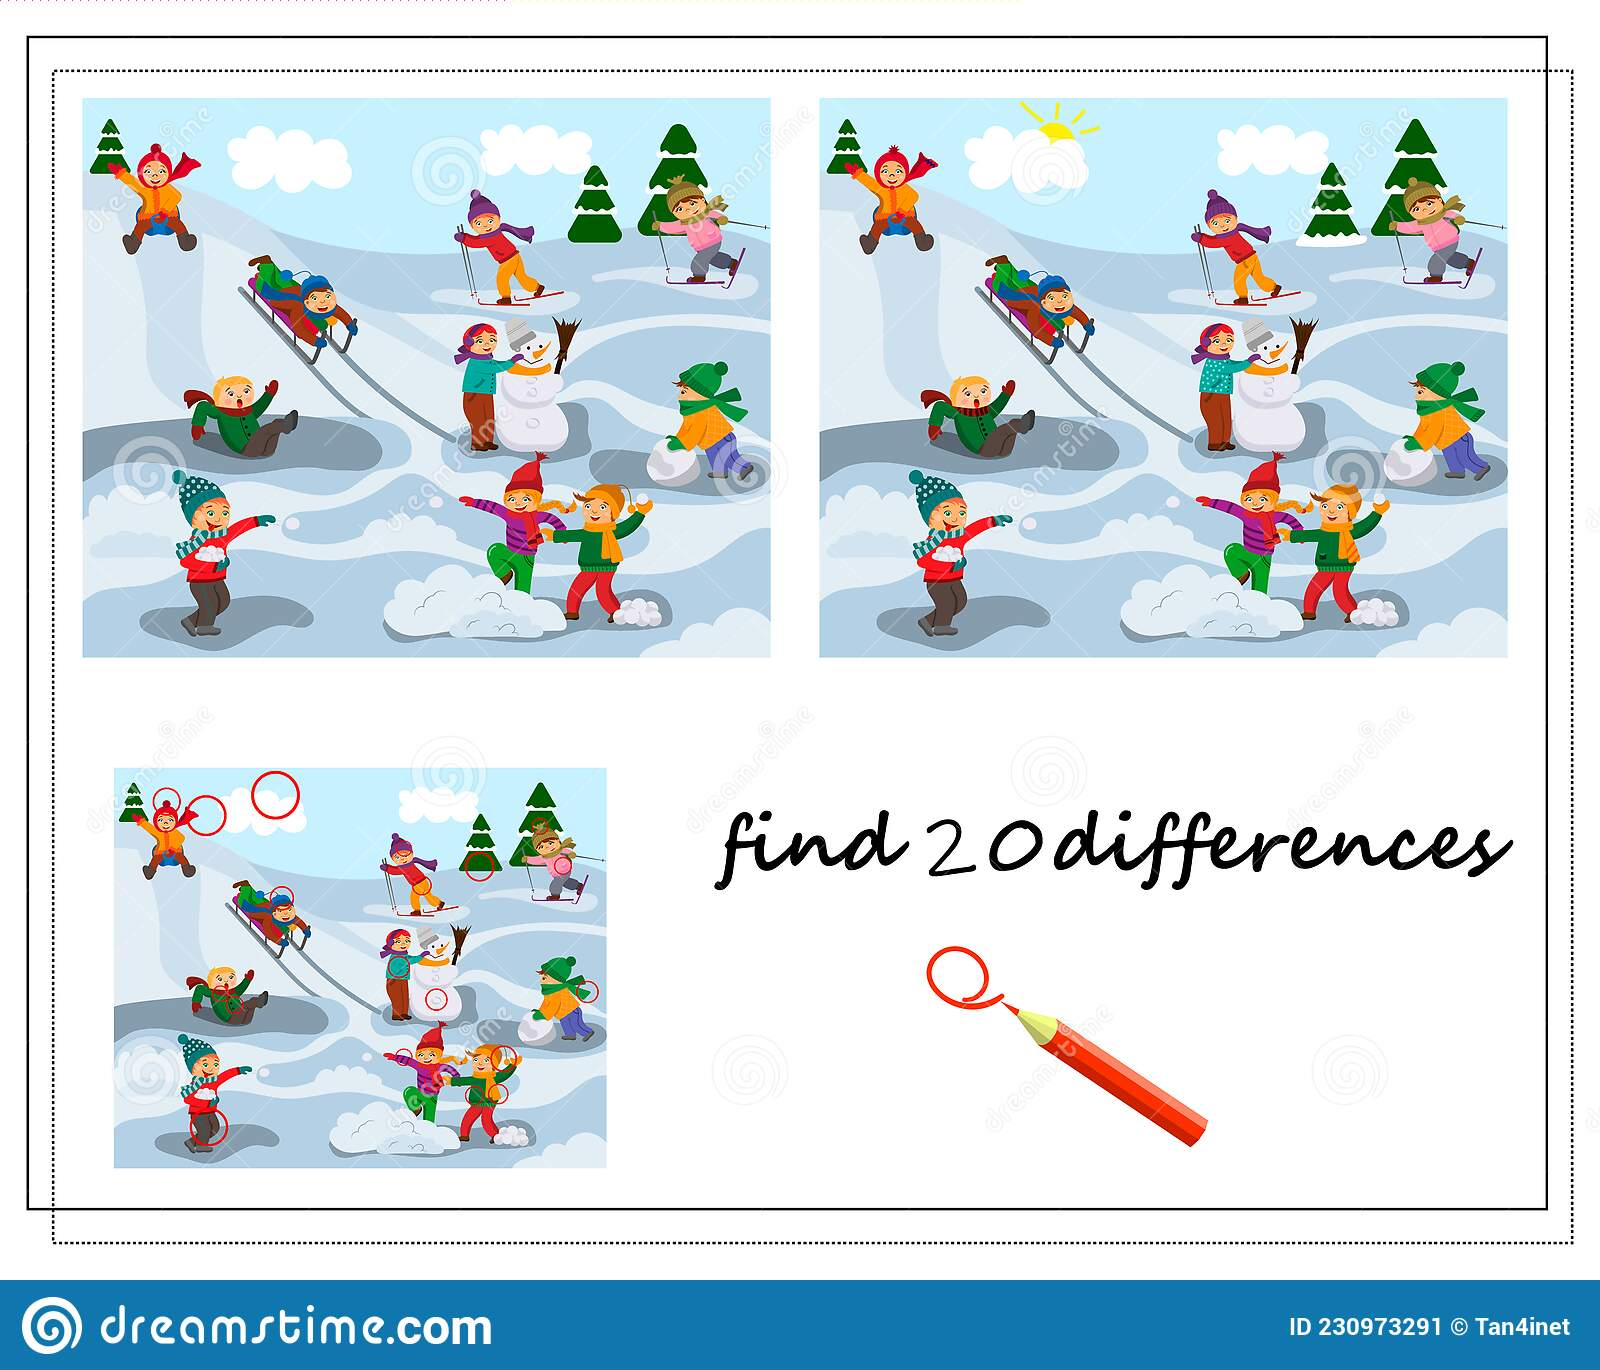 find 20 differences
dreamstime.com
ID 230973291 © Tan4inet